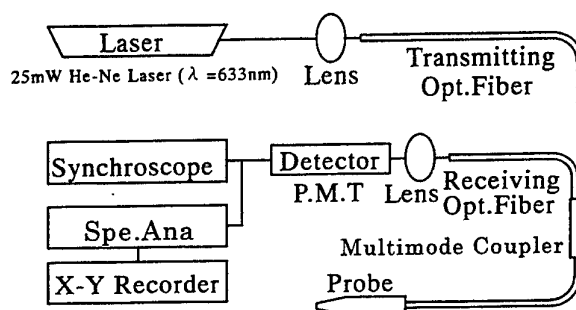 Laser
25mW He-Ne Laser (λ=633nm)
Lens
Transmitting
Opt.Fiber
Synchroscope
Detector
P.M.T
Lens
Receiving
Opt.Fiber
Spe.Ana
Multimode Coupler
X-Y Recorder
Probe